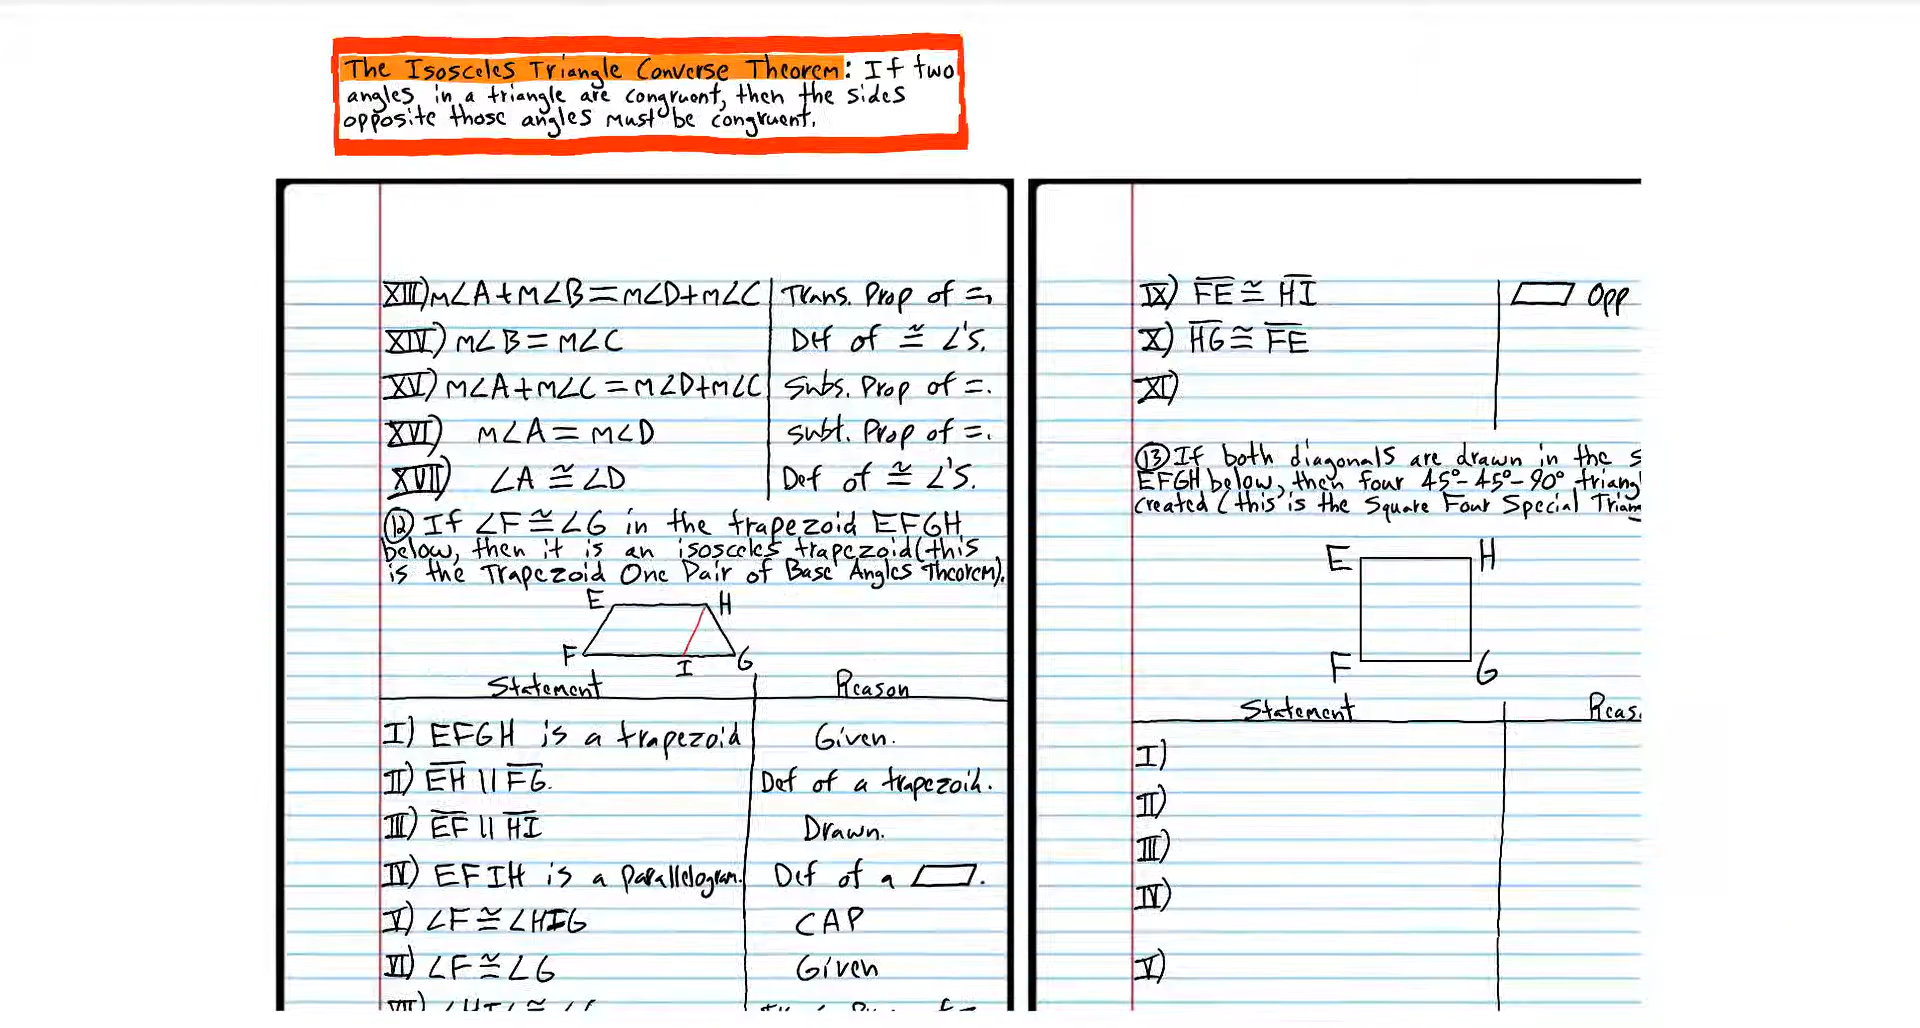 The Isosceles Triangle Converse Theorem: If two
angles in a triangle are congruent, then the sides
opposite those angles must be congruent.
XIII) m∠A+m∠B=m∠D+m∠C Trans. Prop of =.
XIV) m∠B=m∠C Def of ≅ ∠'s.
XV) m∠A+m∠C=m∠D+m∠C Subs. Prop of =.
XVI) m∠A=m∠D Subt. Prop of =.
XVII) ∠A≅∠D Def of ≅ ∠'s.
⑫ If ∠F≅∠G in the trapezoid EFGH
below, then it is an isosceles trapezoid (this
is the Trapezoid One Pair of Base Angles Theorem).
E H
F I G
Statement Reason
I) EFGH is a trapezoid Given.
II) EH || FG. Def of a trapezoid.
III) EF || HI Drawn.
IV) EFIH is a parallelogram. Def of a ▱.
V) ∠F≅∠HIG CAP
VI) ∠F≅∠G Given
VII)
IX) FE≅HI ▱ Opp
X) HG≅FE
XI)
⑬ If both diagonals are drawn in the s
EFGH below, then four 45°-45°-90° triang
created (this is the Square Four Special Trian
E H
F G
Statement Reas
I)
II)
III)
IV)
V)